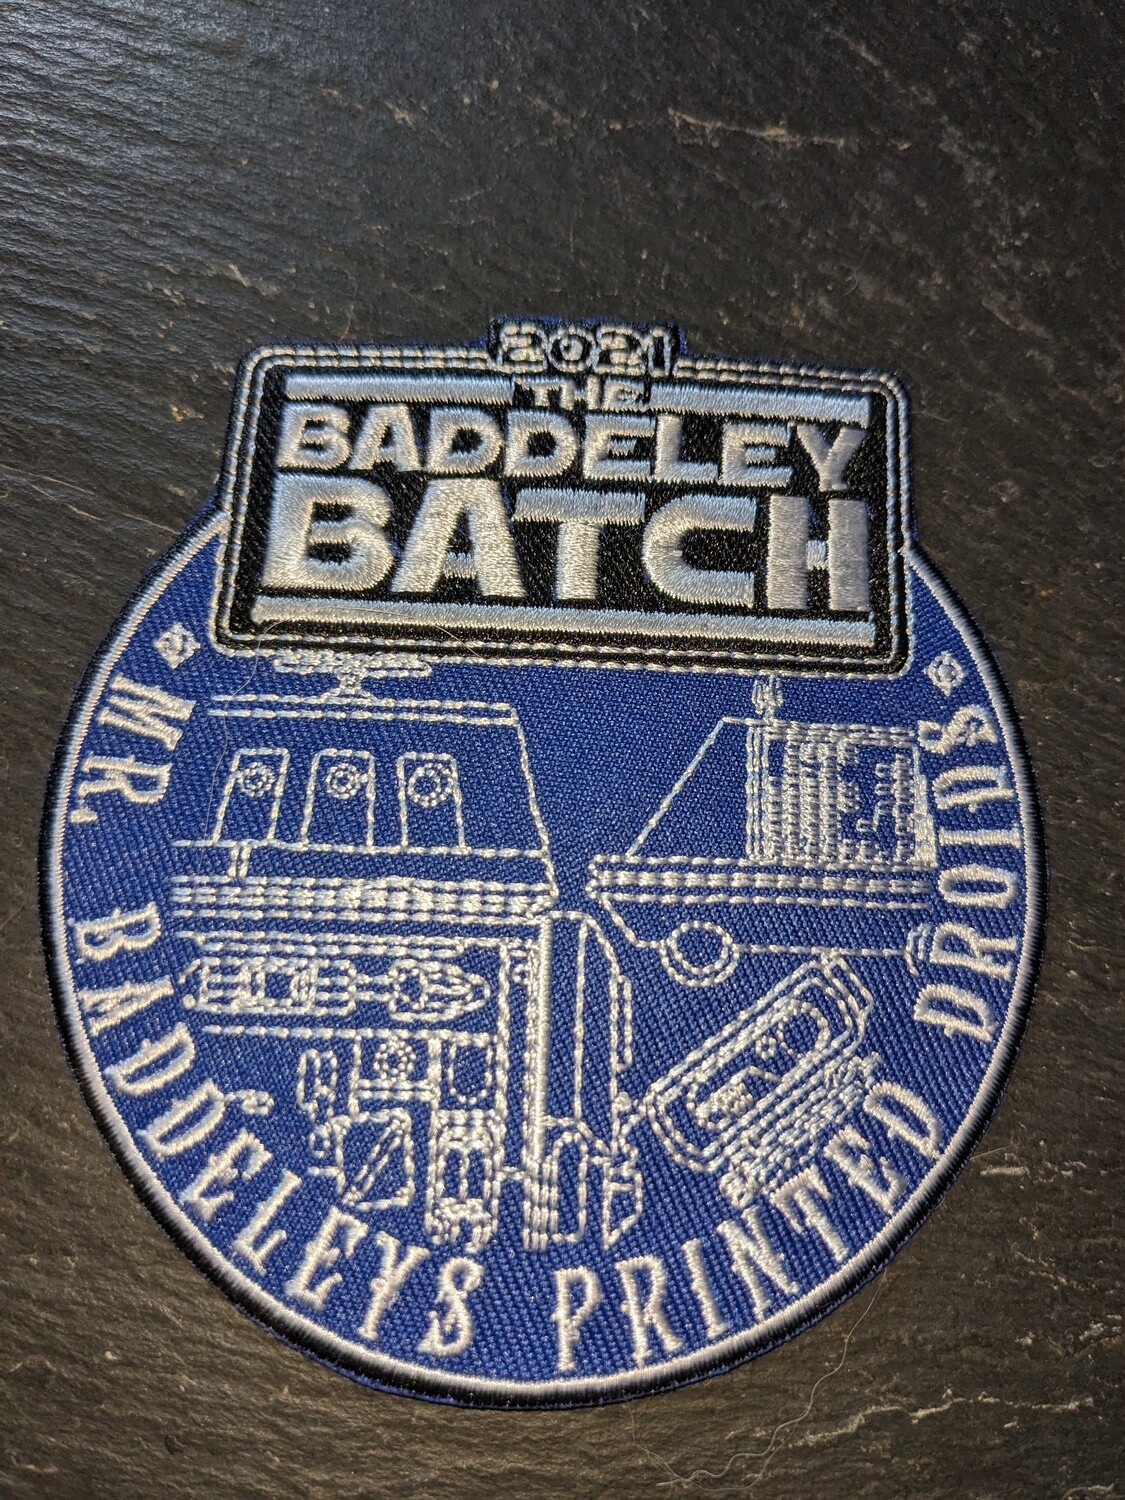 2021
THE
BADDELEY
BATCH
MR. BADDELEYS PRINTED DROIDS